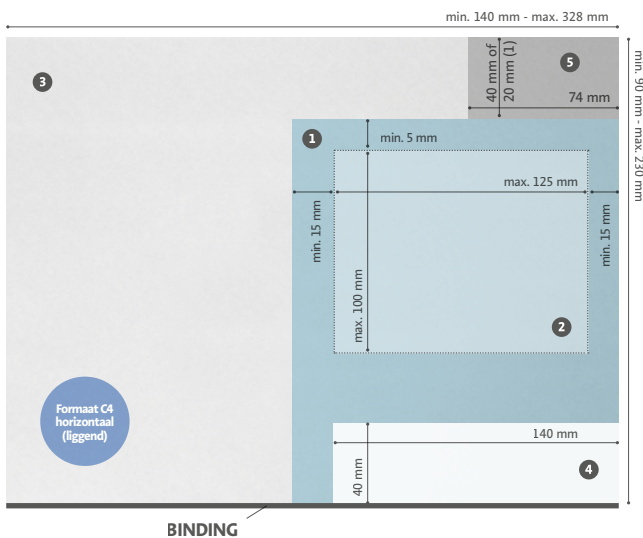 min. 140 mm - max. 328 mm
3
5
40 mm of
20 mm (1)
74 mm
min. 90 mm - max. 230 mm
1
min. 5 mm
max. 125 mm
min. 15 mm
min. 15 mm
max. 100 mm
2
Formaat C4
horizontaal
(liggend)
140 mm
40 mm
4
BINDING